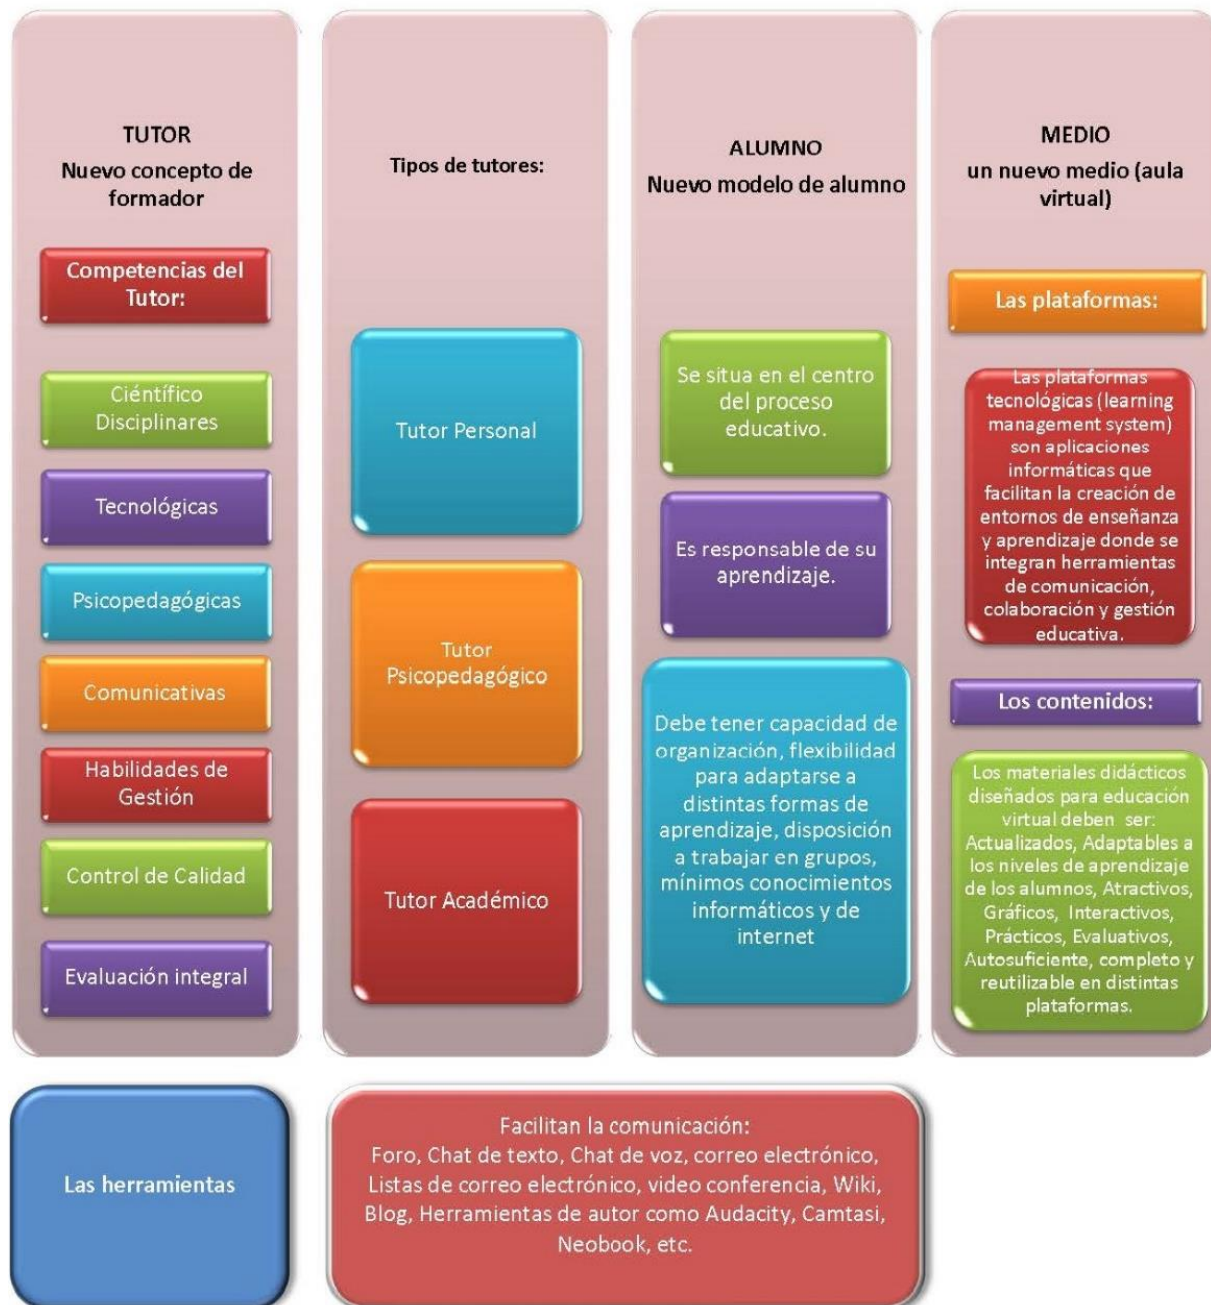 TUTOR
Nuevo concepto de
formador
Competencias del
Tutor:
Ciéntífico
Disciplinares
Tecnológicas
Psicopedagógicas
Comunicativas
Habilidades de
Gestión
Control de Calidad
Evaluación integral
Tipos de tutores:
Tutor Personal
Tutor
Psicopedagógico
Tutor Académico
ALUMNO
Nuevo modelo de alumno
Se situa en el centro
del proceso
educativo.
Es responsable de su
aprendizaje.
Debe tener capacidad de
organización, flexibilidad
para adaptarse a
distintas formas de
aprendizaje, disposición
a trabajar en grupos,
mínimos conocimientos
informáticos y de
internet
MEDIO
un nuevo medio (aula
virtual)
Las plataformas:
Las plataformas
tecnológicas (learning
management system)
son aplicaciones
informáticas que
facilitan la creación de
entornos de enseñanza
y aprendizaje donde se
integran herramientas
de comunicación,
colaboración y gestión
educativa.
Los contenidos:
Los materiales didácticos
diseñados para educación
virtual deben ser:
Actualizados, Adaptables a
los niveles de aprendizaje
de los alumnos, Atractivos,
Gráficos, Interactivos,
Prácticos, Evaluativos,
Autosuficiente, completo y
reutilizable en distintas
plataformas.
Las herramientas
Facilitan la comunicación:
Foro, Chat de texto, Chat de voz, correo electrónico,
Listas de correo electrónico, video conferencia, Wiki,
Blog, Herramientas de autor como Audacity, Camtasi,
Neobook, etc.